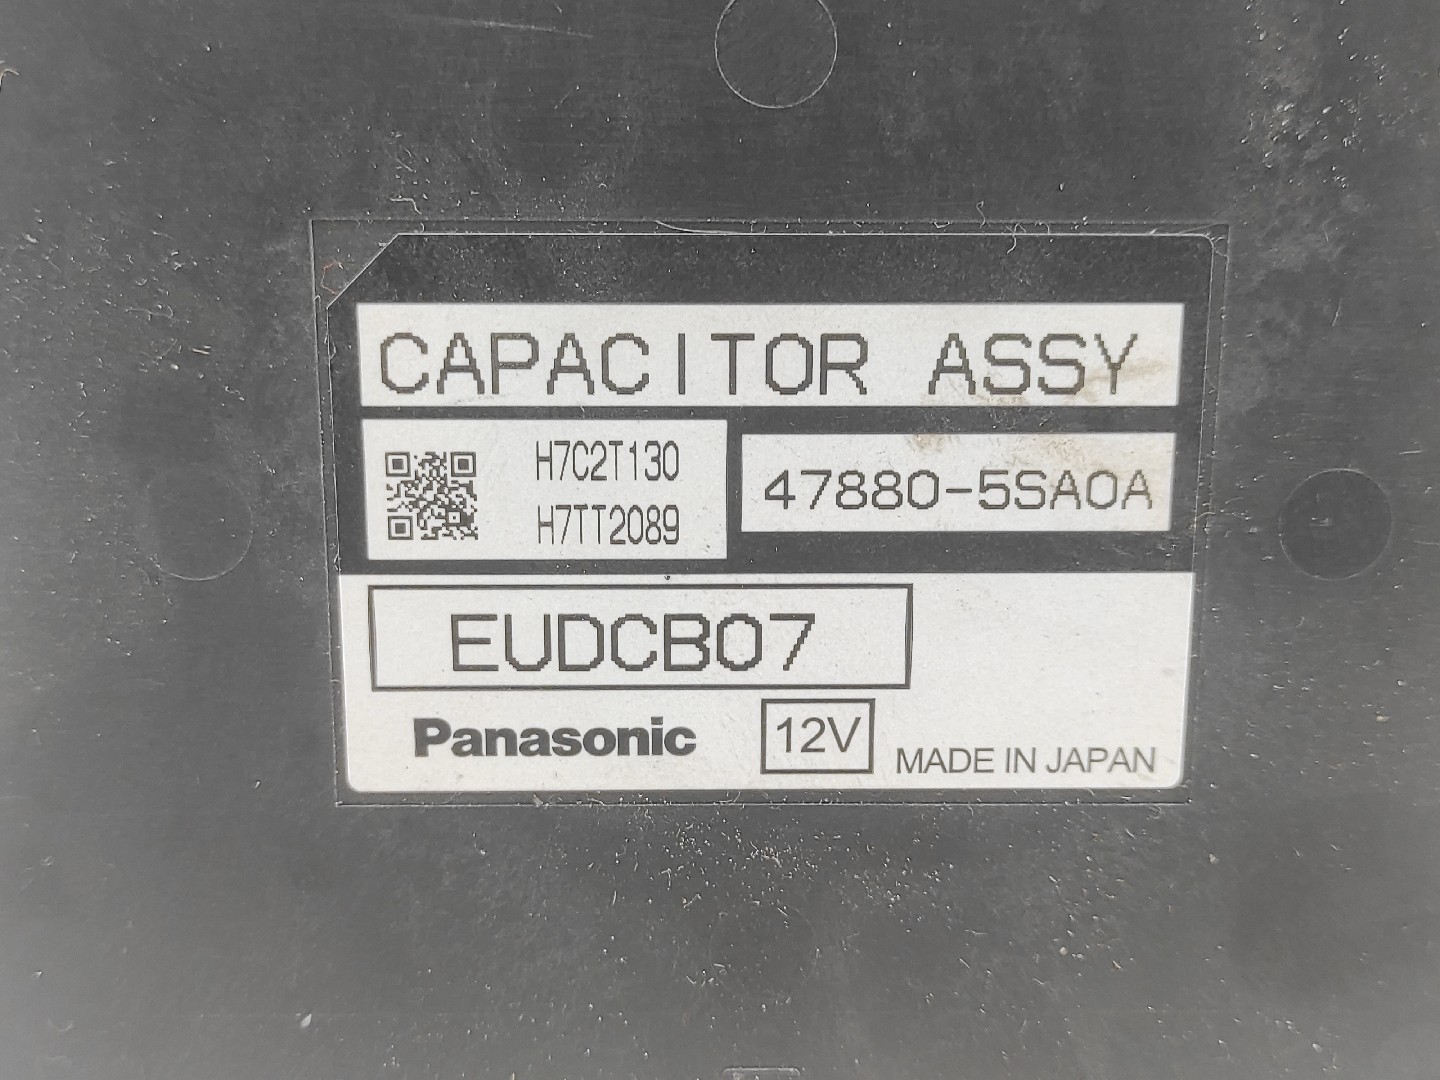 CAPACITOR ASSY
H7C2T130
H7TT2089
47880-5SA0A
EUDCB07
Panasonic
12V
MADE IN JAPAN